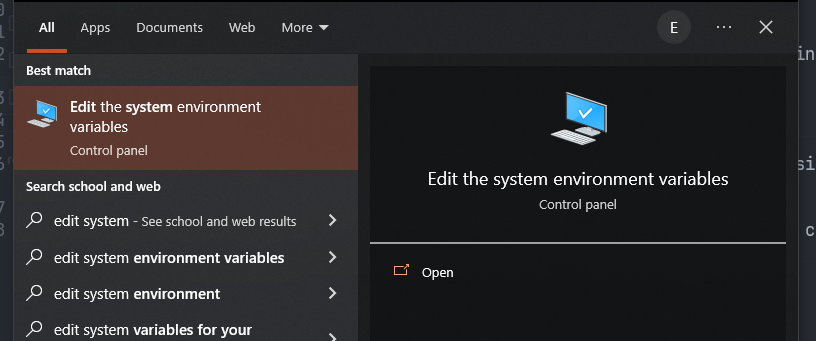 All Apps Documents Web More E
Best match
Edit the system environment
variables
Control panel
Search school and web
edit system - See school and web results
edit system environment variables
edit system environment
edit system variables for your
Edit the system environment variables
Control panel
Open
in
si
c